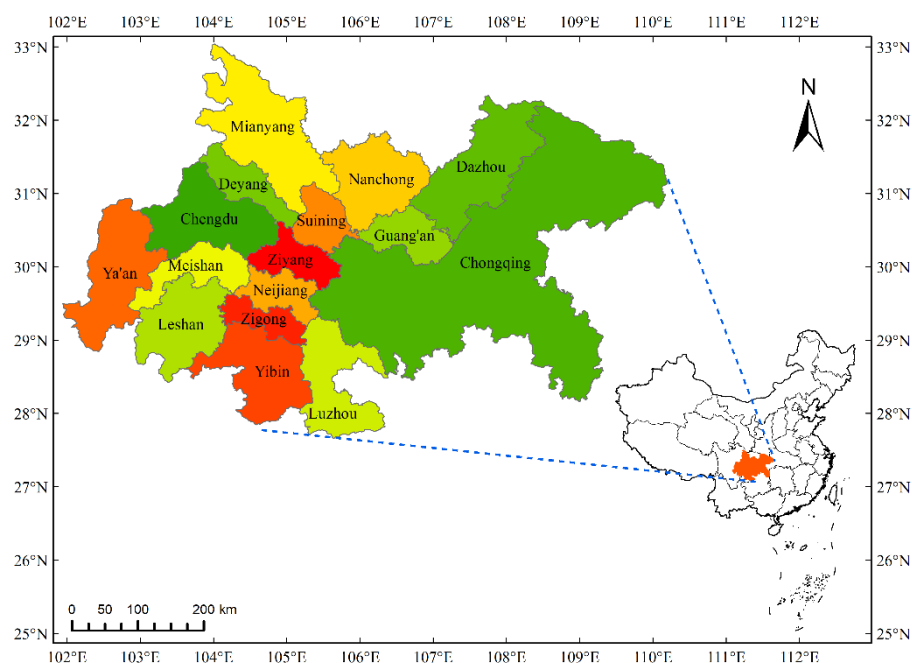 102°E 103°E 104°E 105°E 106°E 107°E 108°E 109°E 110°E 111°E 112°E
33°N 33°N
N
32°N 32°N
Mianyang
Dazhou
Nanchong
Deyang
31°N 31°N
Chengdu
Suining
Guang'an
Ziyang
Chongqing
30°N 30°N
Meishan
Ya'an
Neijiang
Zigong
Leshan
29°N 29°N
Yibin
28°N 28°N
Luzhou
27°N 27°N
26°N 26°N
0 50 100 200 km
25°N 25°N
102°E 103°E 104°E 105°E 106°E 107°E 108°E 109°E 110°E 111°E 112°E